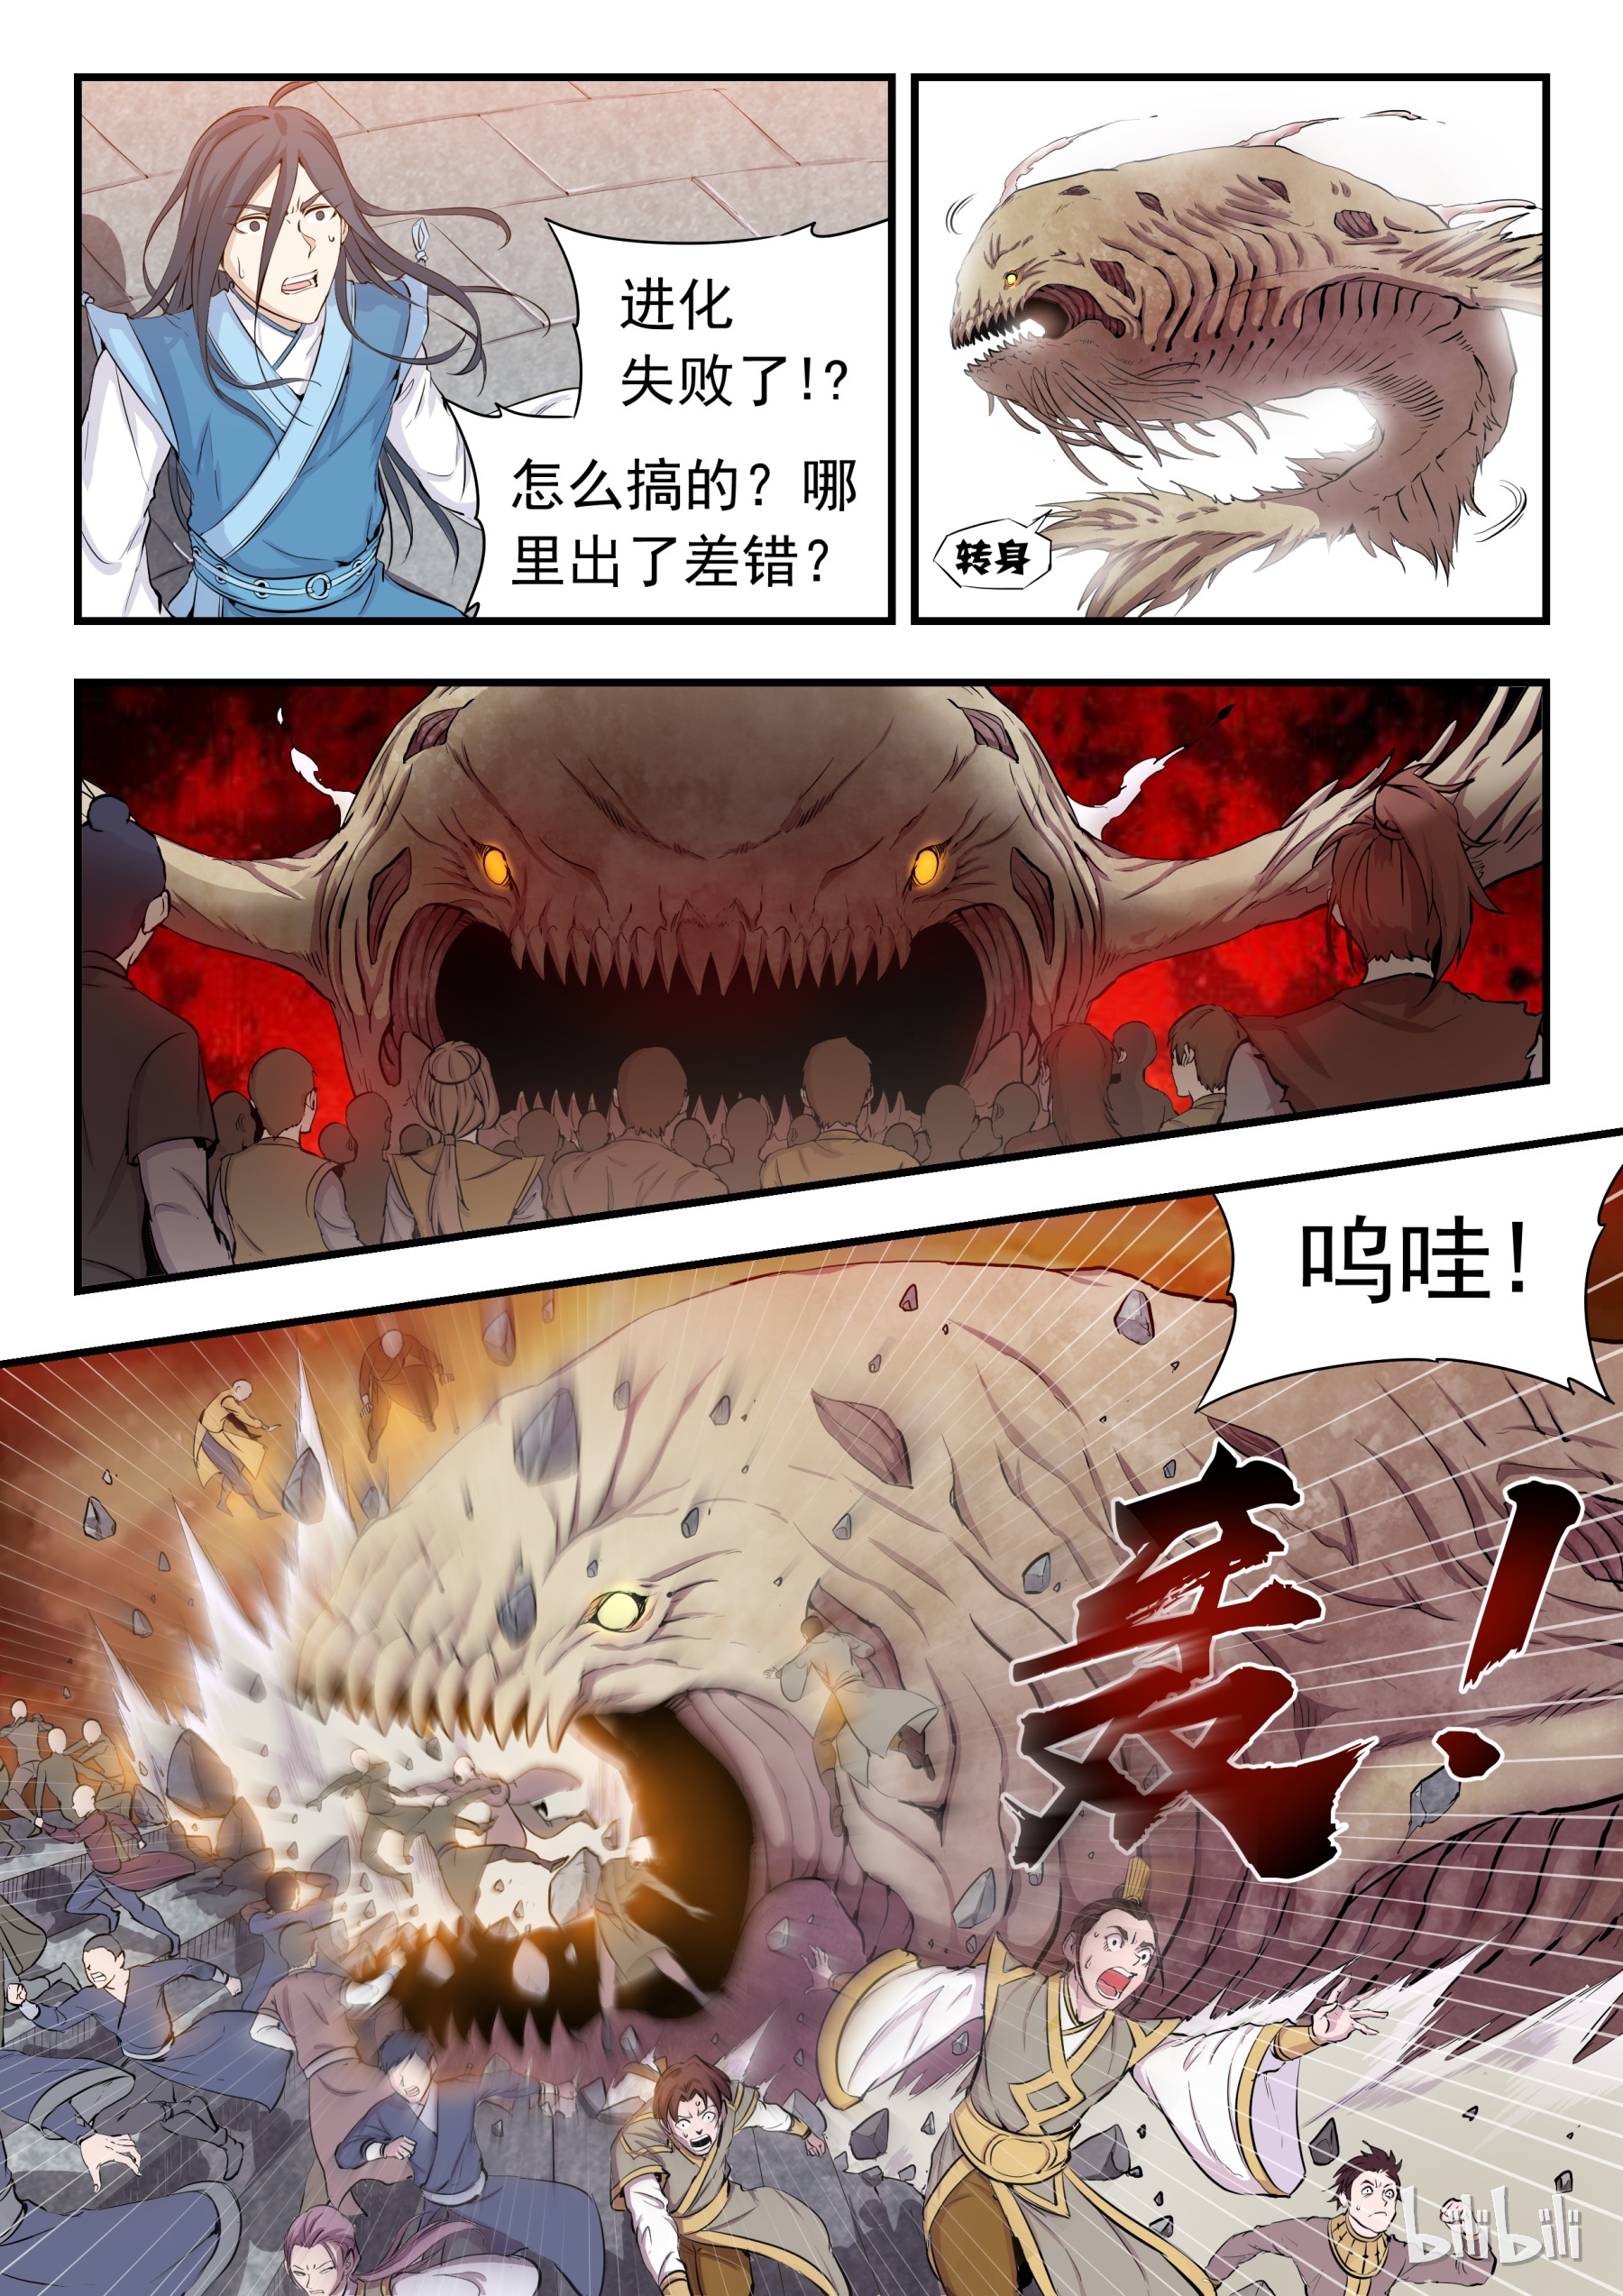 进化
失败了!?
怎么搞的？哪
里出了差错？
转身
呜哇！
轰！
bilibili